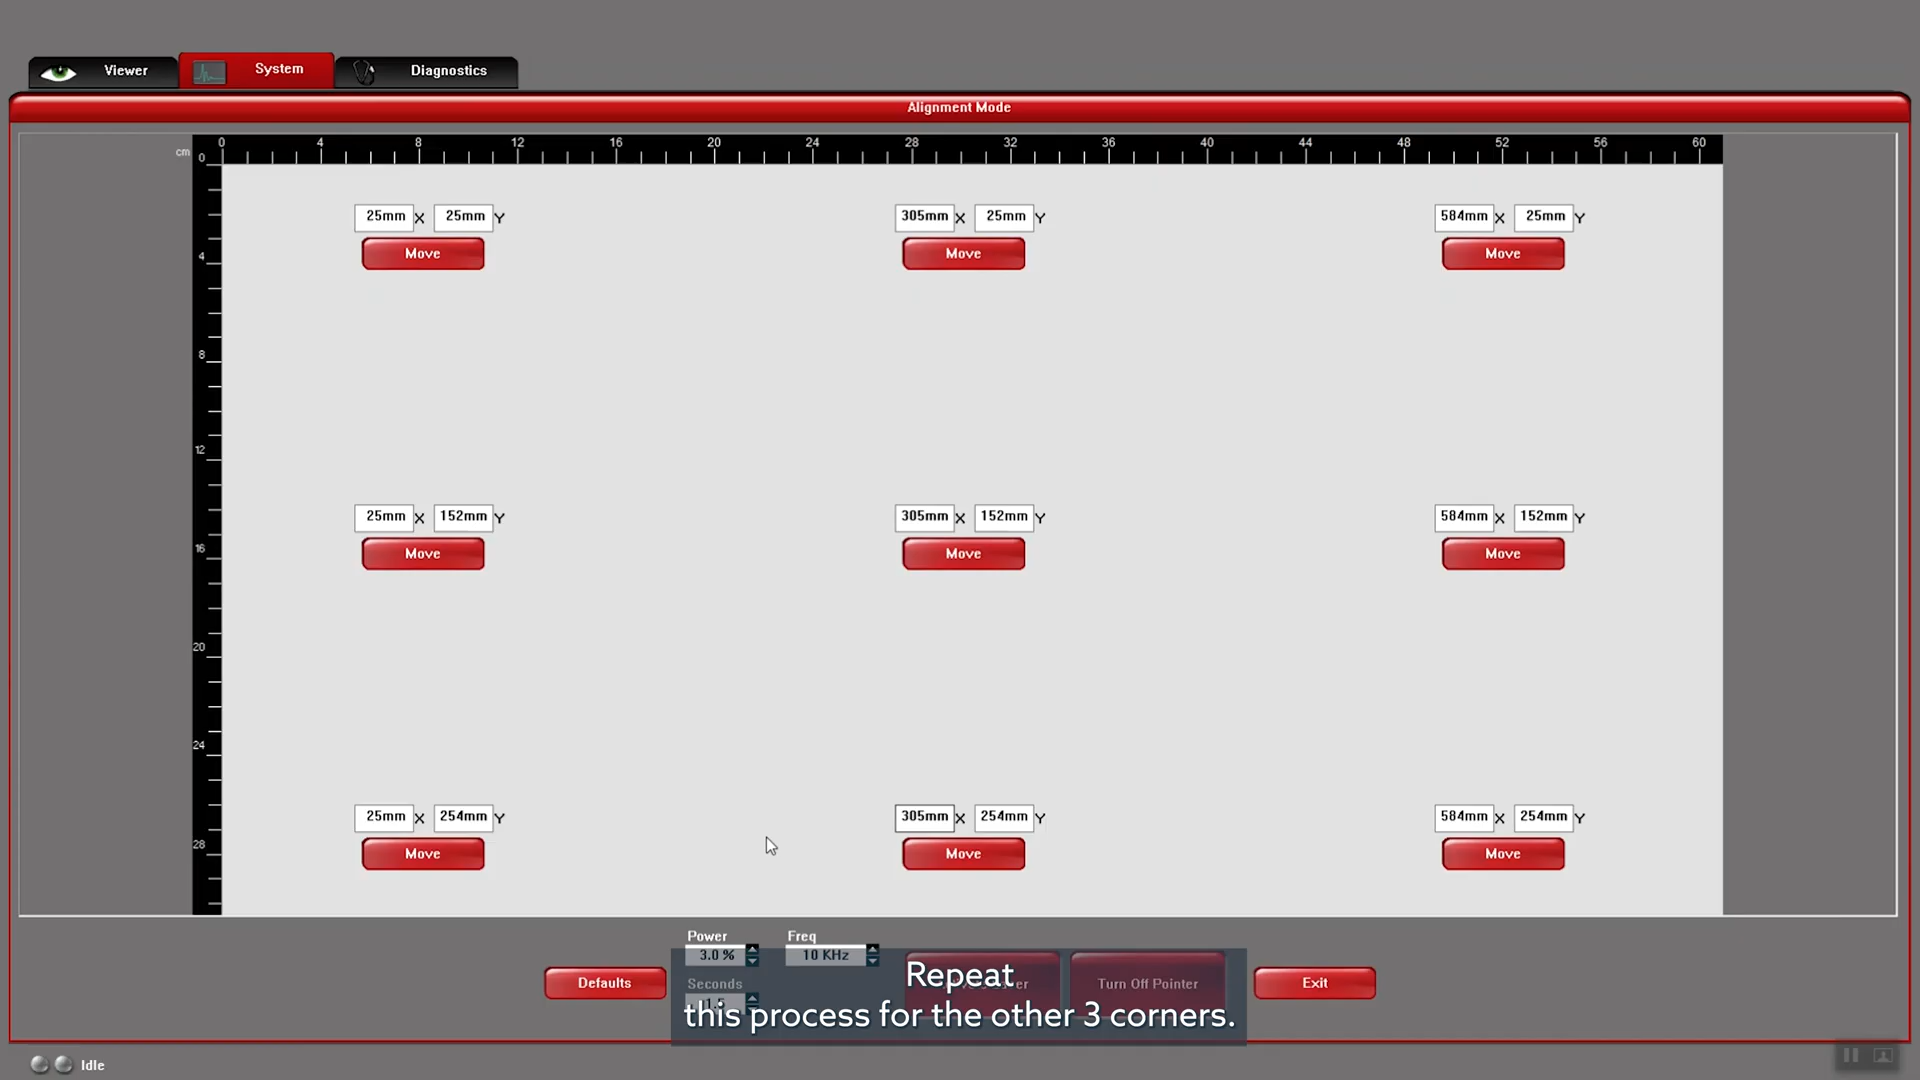 Viewer
System
Diagnostics
Alignment Mode
cm
0 4 8 12 16 20 24 28 32 36 40 44 48 52 56 60
0
25mm X 25mm Y
305mm X 25mm Y
584mm X 25mm Y
Move
Move
Move
4
8
12
25mm X 152mm Y
305mm X 152mm Y
584mm X 152mm Y
Move
Move
Move
16
20
24
25mm X 254mm Y
305mm X 254mm Y
584mm X 254mm Y
Move
Move
Move
28
Power
Freq
3.0 %
10 KHz
Defaults
Seconds
1.5
Turn Off Pointer
Exit
Repeat
this process for the other 3 corners.
Idle